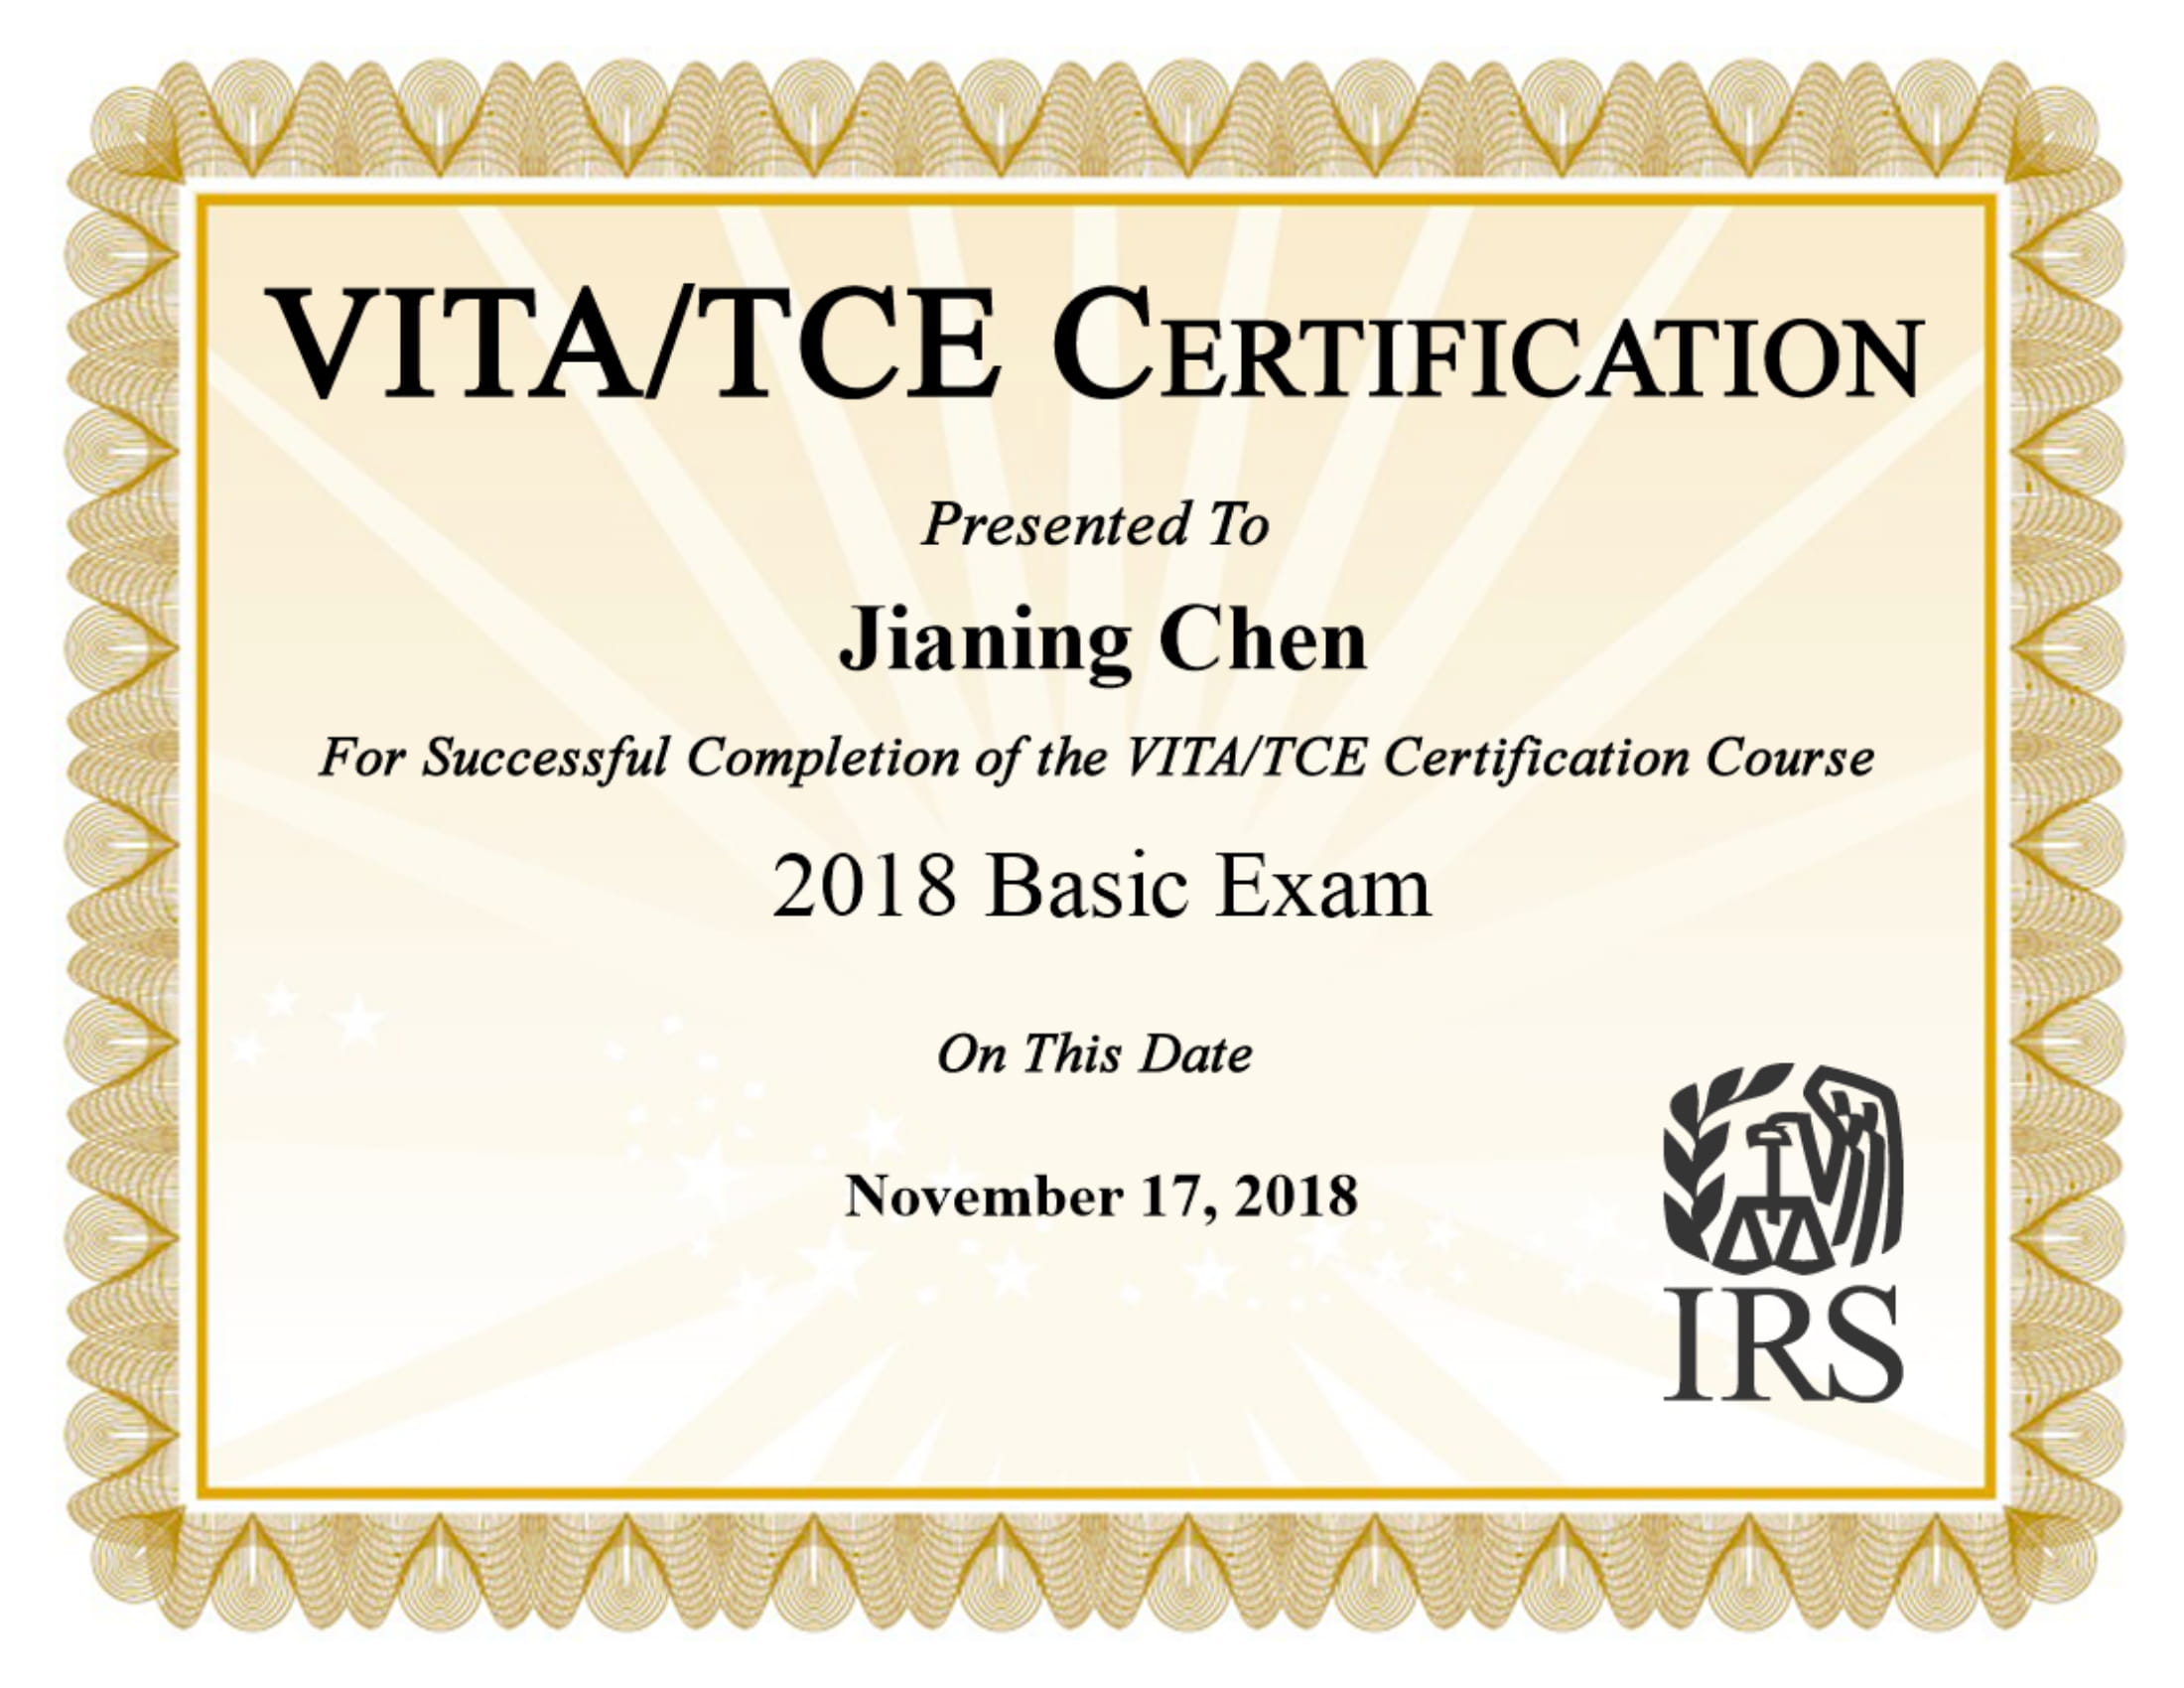 VITA/TCE CERTIFICATION
Presented To
Jianing Chen
For Successful Completion of the VITA/TCE Certification Course
2018 Basic Exam
On This Date
November 17, 2018
IRS